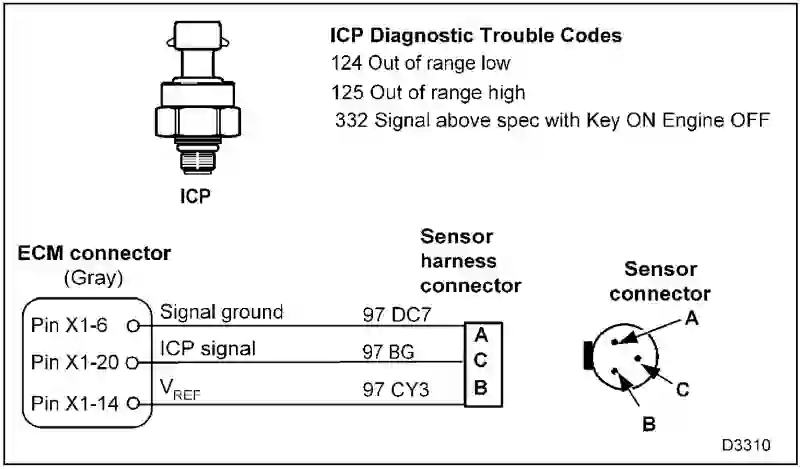 ICP Diagnostic Trouble Codes
124 Out of range low
125 Out of range high
332 Signal above spec with Key ON Engine OFF
ICP
ECM connector
(Gray)
Sensor
harness
connector
Sensor
connector
Pin X1-6
Signal ground
97 DC7
A
Pin X1-20
ICP signal
97 BG
C
Pin X1-14
VREF
97 CY3
B
A
C
B
D3310